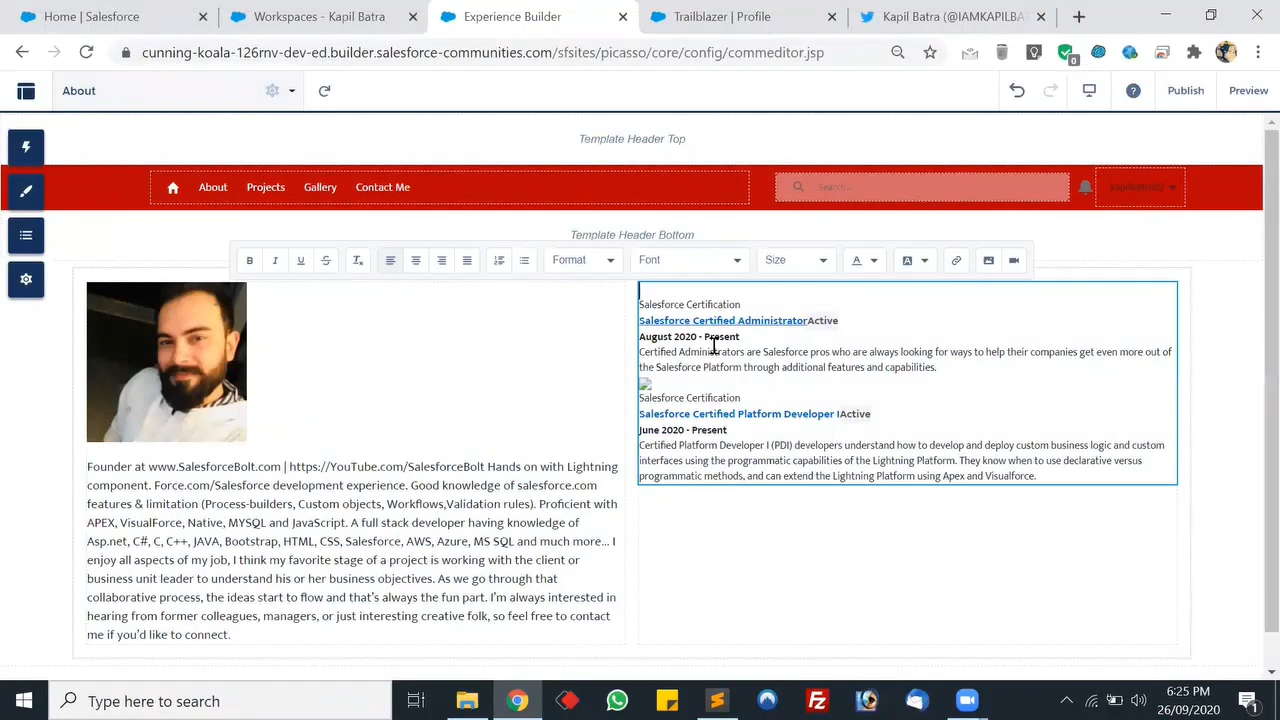 Home | Salesforce
Workspaces - Kapil Batra
Experience Builder
Trailblazer | Profile
Kapil Batra (@IAMKAPILBA
cunning-koala-126rnv-dev-ed.builder.salesforce-communities.com/sfsites/picasso/core/config/commeditor.jsp
0
About
Publish
Preview
Template Header Top
About
Projects
Gallery
Contact Me
Search...
kapilbatra22
Template Header Bottom
Format
Font
Size
Salesforce Certification
Salesforce Certified AdministratorActive
August 2020 - Present
Certified Administrators are Salesforce pros who are always looking for ways to help their companies get even more out of
the Salesforce Platform through additional features and capabilities.
Salesforce Certification
Salesforce Certified Platform Developer IActive
June 2020 - Present
Certified Platform Developer I (PDI) developers understand how to develop and deploy custom business logic and custom
interfaces using the programmatic capabilities of the Lightning Platform. They know when to use declarative versus
programmatic methods, and can extend the Lightning Platform using Apex and Visualforce.
Founder at www.SalesforceBolt.com | https://YouTube.com/SalesforceBolt Hands on with Lightning
component. Force.com/Salesforce development experience. Good knowledge of salesforce.com
features & limitation (Process-builders, Custom objects, Workflows,Validation rules). Proficient with
APEX, VisualForce, Native, MYSQL and JavaScript. A full stack developer having knowledge of
Asp.net, C#, C, C++, JAVA, Bootstrap, HTML, CSS, Salesforce, AWS, Azure, MS SQL and much more... I
enjoy all aspects of my job, I think my favorite stage of a project is working with the client or
business unit leader to understand his or her business objectives. As we go through that
collaborative process, the ideas start to flow and that's always the fun part. I'm always interested in
hearing from former colleagues, managers, or just interesting creative folk, so feel free to contact
me if you'd like to connect.
Type here to search
6:25 PM
26/09/2020
1